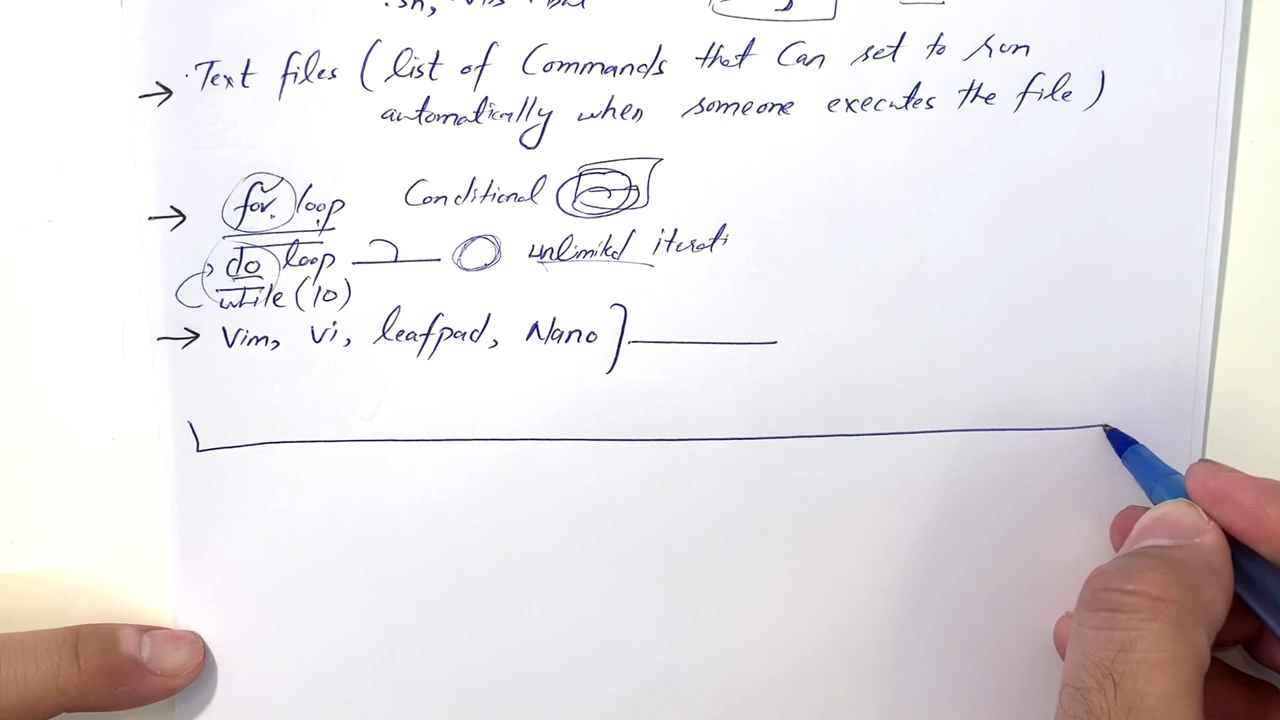 → Text files (list of Commands that Can set to run
automatically when someone executes the file)
→ for loop Conditional
do loop unlimited iterati
while (10)
→ Vim, Vi, leafpad, Nano]